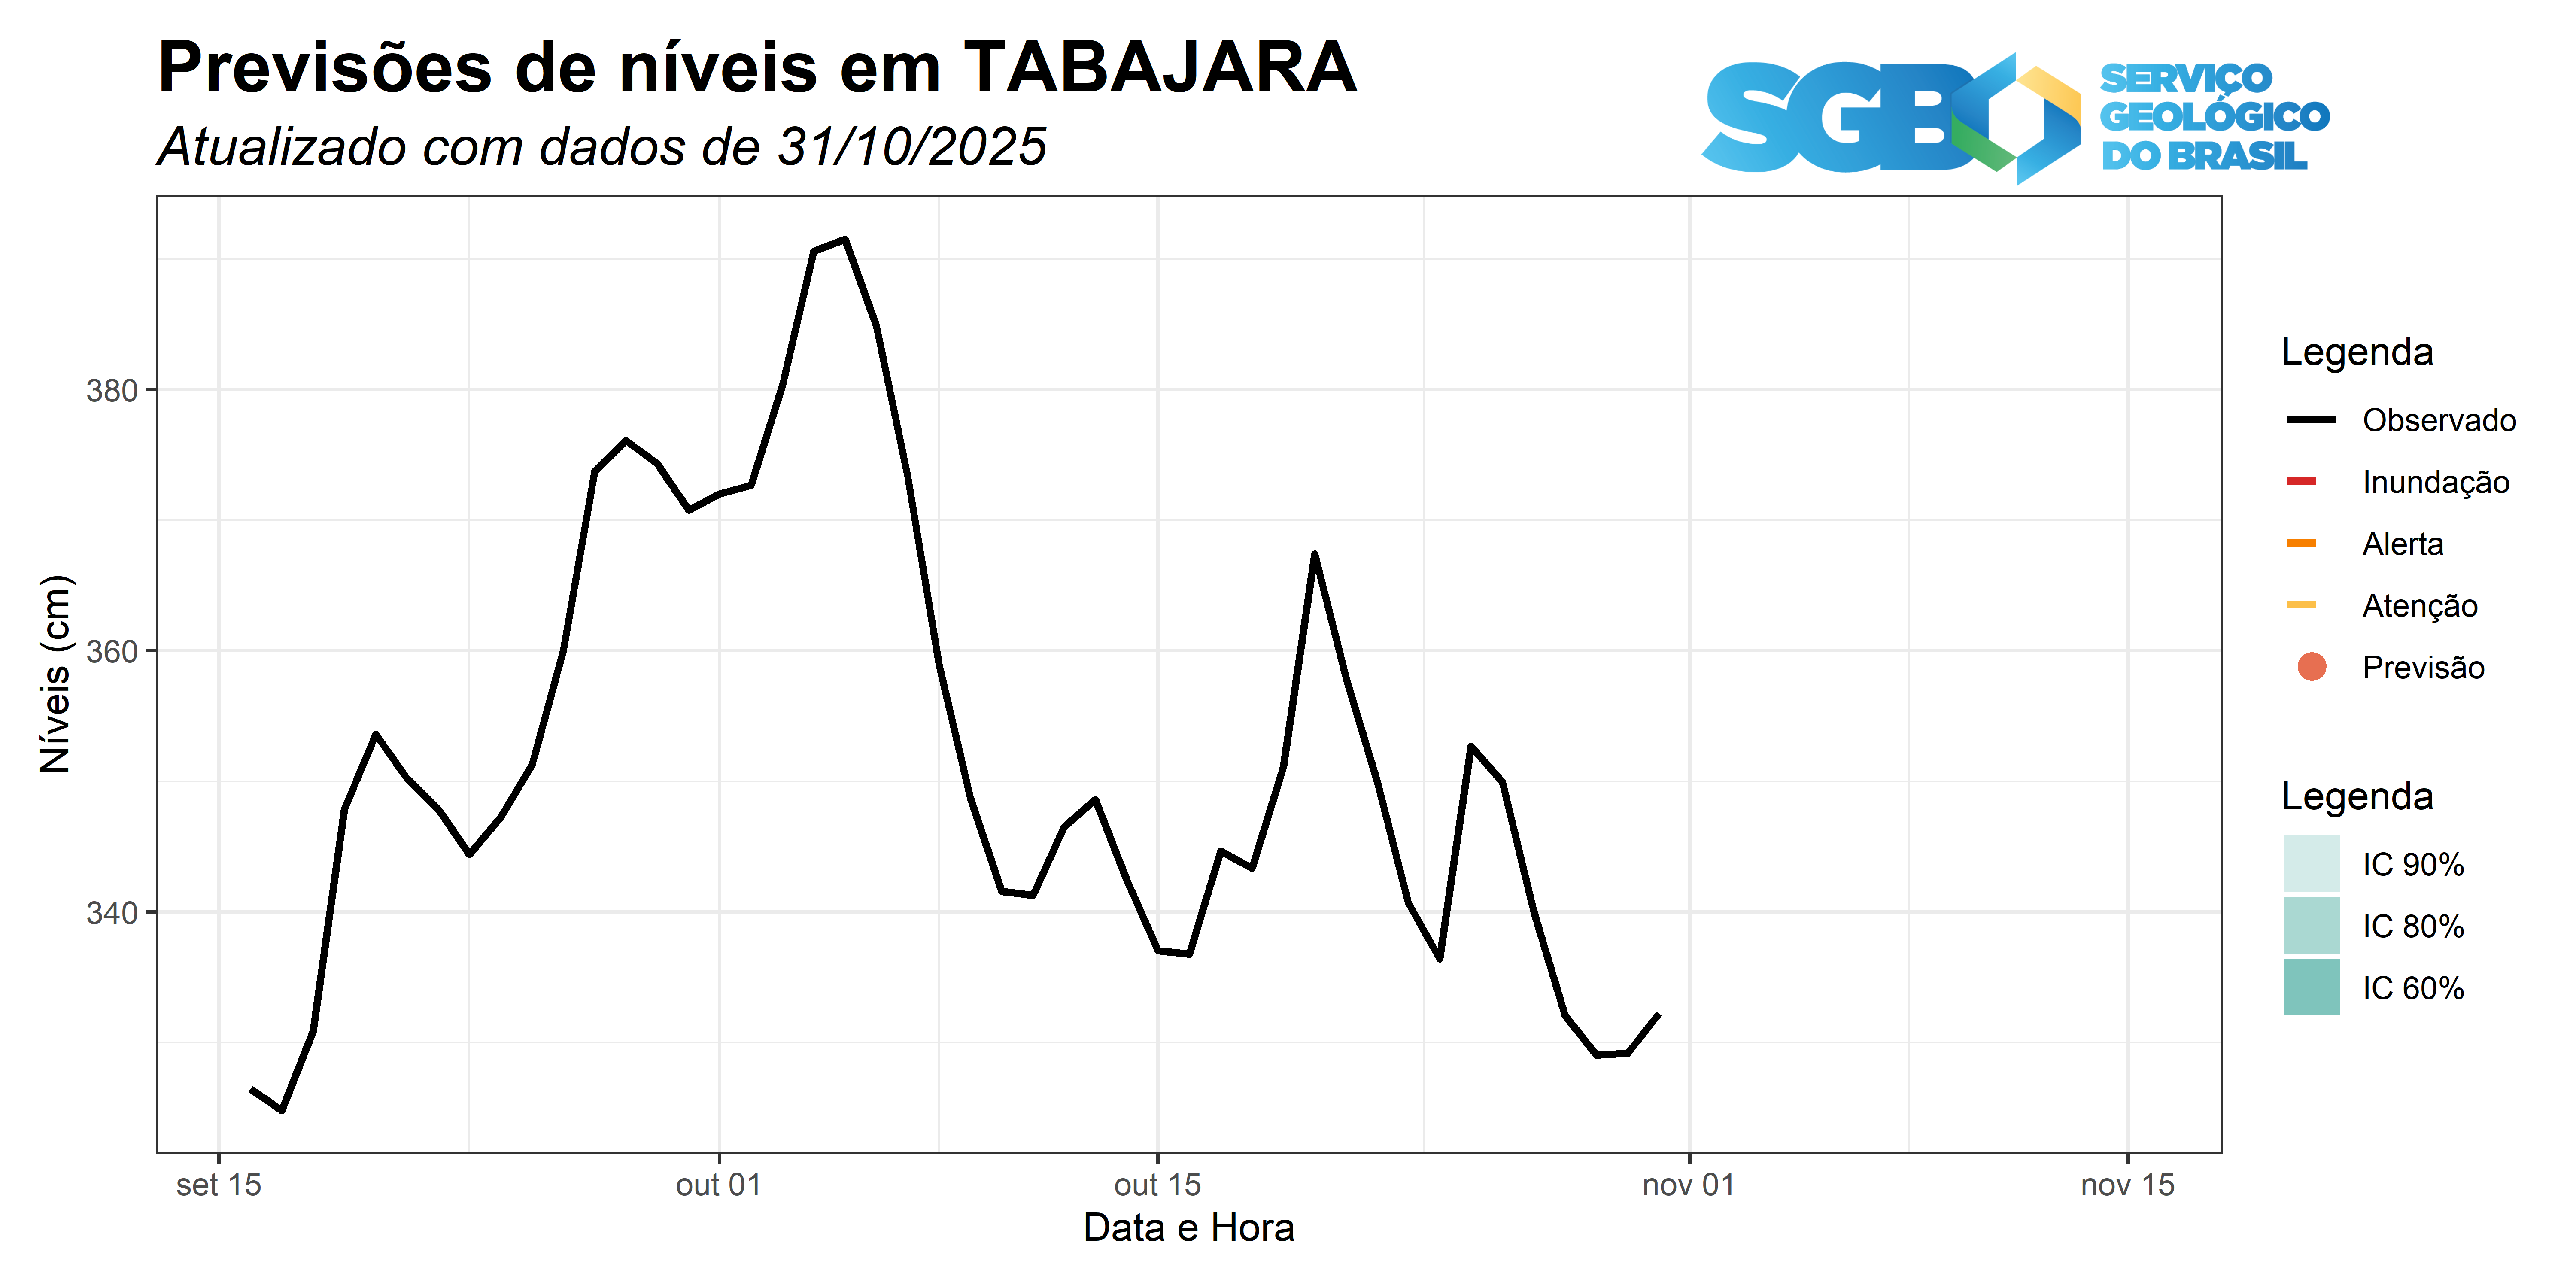 Previsões de níveis em TABAJARA
Atualizado com dados de 31/10/2025
SGB
SERVIÇO
GEOLÓGICO
DO BRASIL
Níveis (cm)
380
360
340
set 15
out 01
out 15
nov 01
nov 15
Data e Hora
Legenda
Observado
Inundação
Alerta
Atenção
Previsão
Legenda
IC 90%
IC 80%
IC 60%